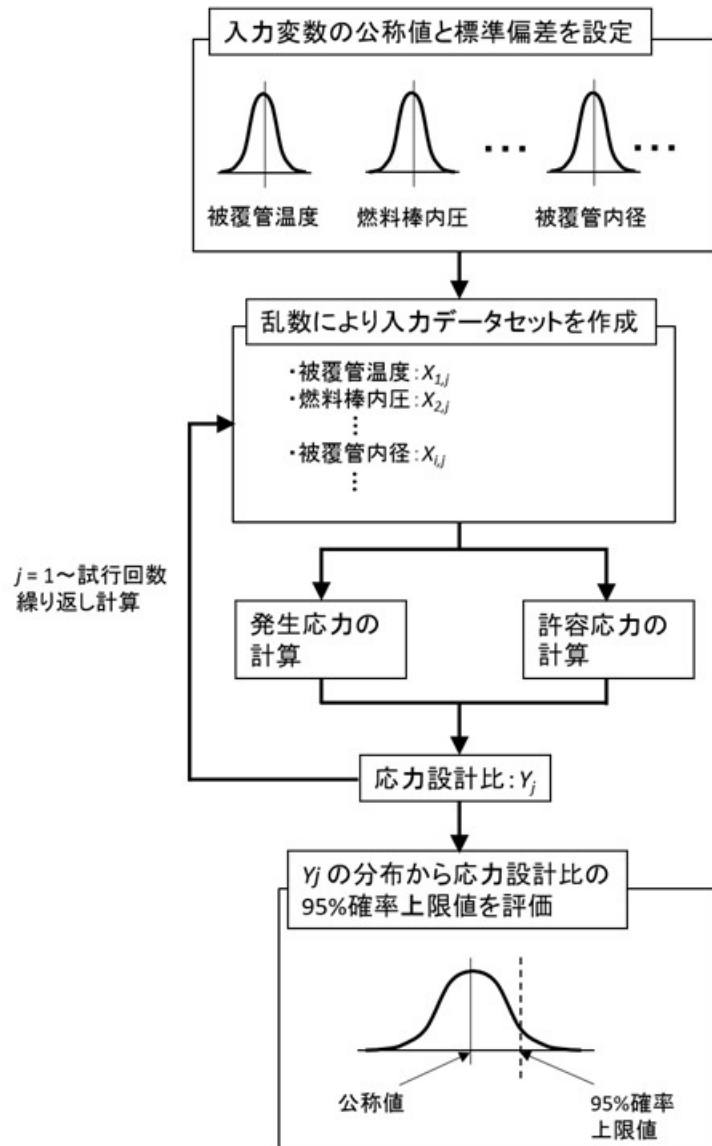 入力変数の公称値と標準偏差を設定
被覆管温度
燃料棒内圧
・・・
被覆管内径
・・・
乱数により入力データセットを作成
・被覆管温度：X1,j
・燃料棒内圧：X2,j
⋮
・被覆管内径：Xi,j
⋮
j = 1～試行回数
繰り返し計算
発生応力の
計算
許容応力の
計算
応力設計比：Yj
Yj の分布から応力設計比の
95%確率上限値を評価
公称値
95%確率
上限値